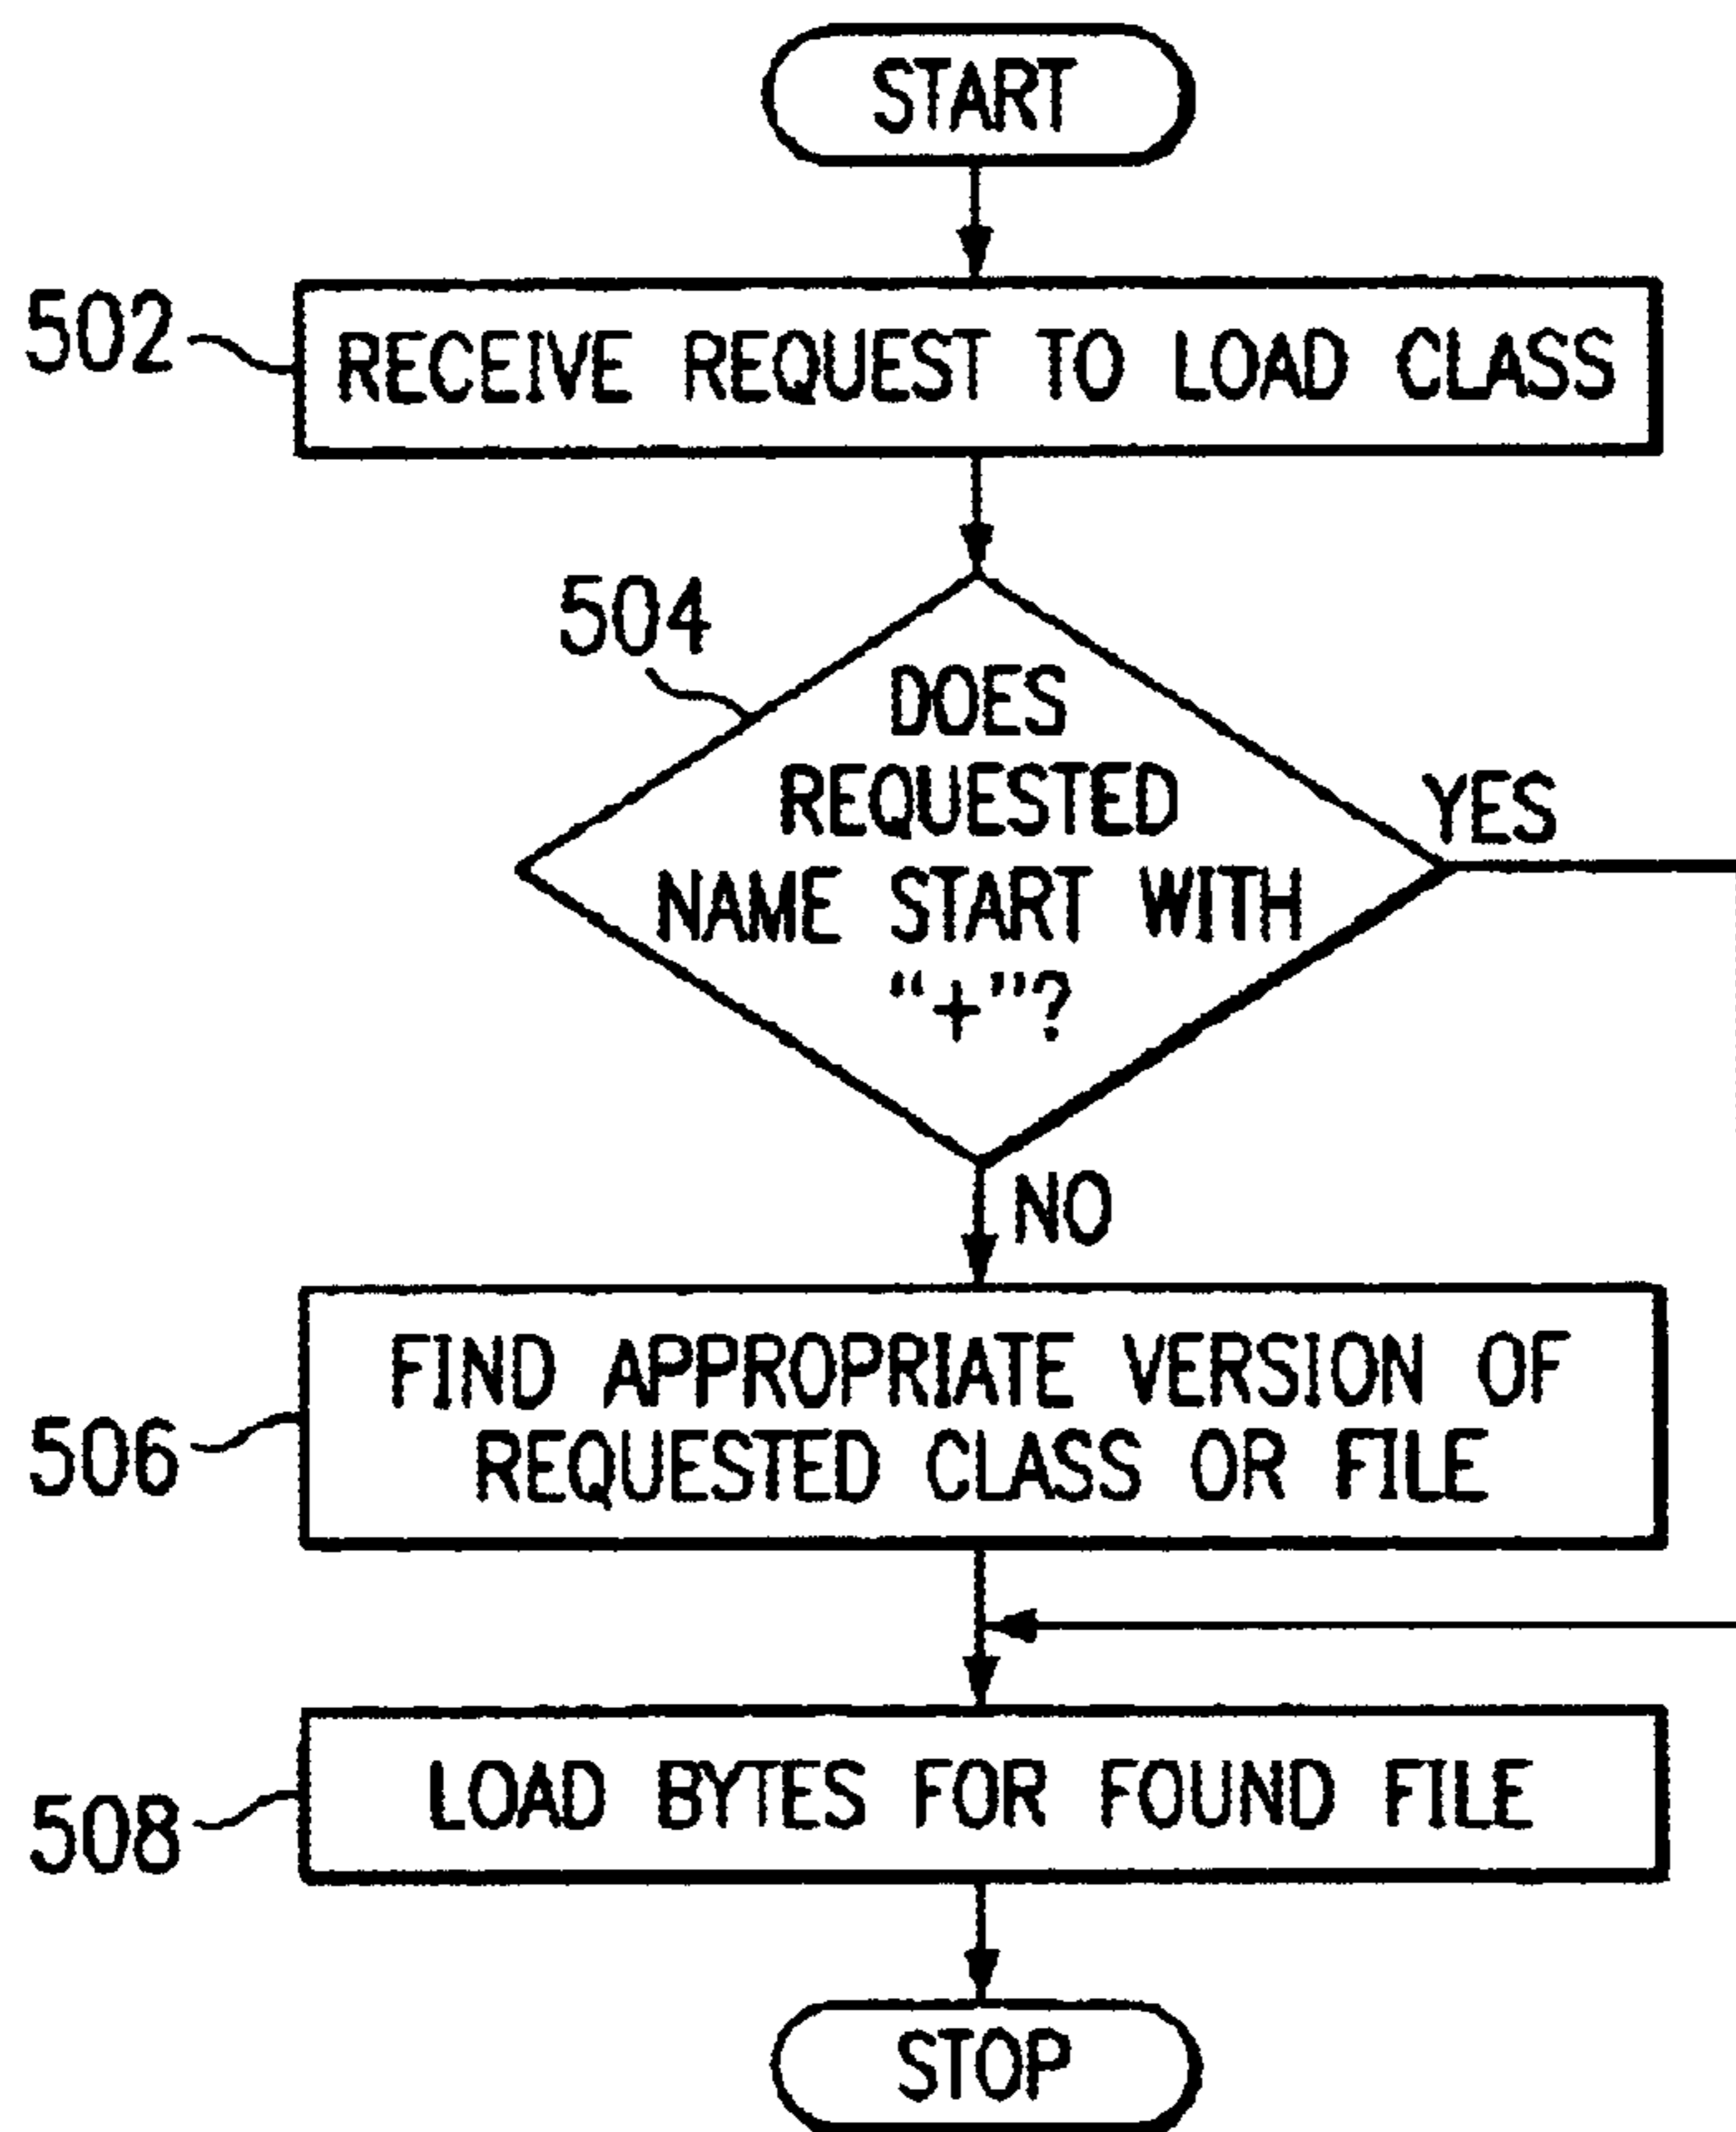 START
502
RECEIVE REQUEST TO LOAD CLASS
504
DOES
REQUESTED
NAME START WITH
“+”?
YES
NO
506
FIND APPROPRIATE VERSION OF
REQUESTED CLASS OR FILE
508
LOAD BYTES FOR FOUND FILE
STOP